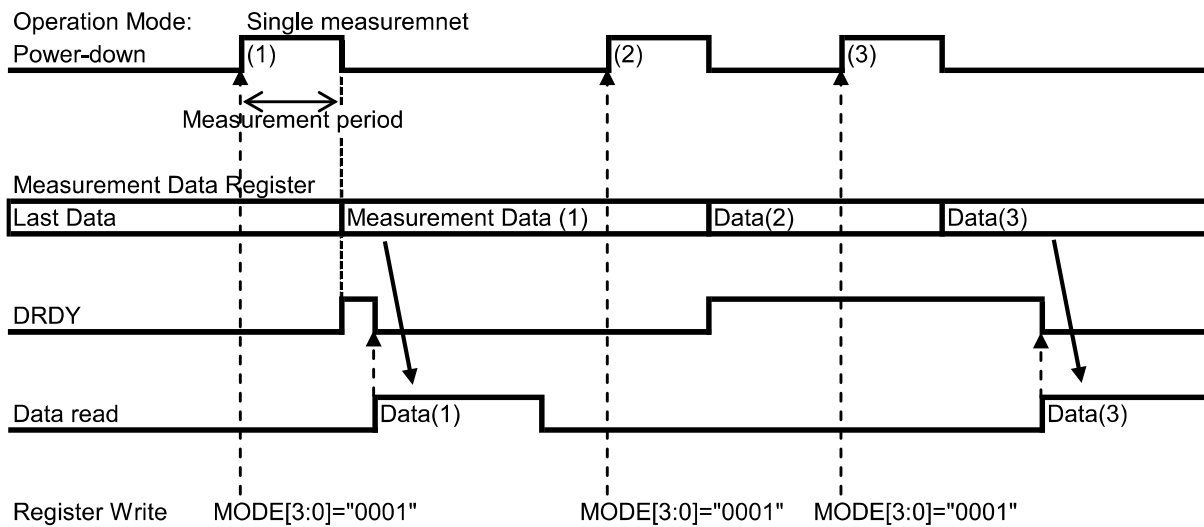 Operation Mode: Single measuremnet
Power-down (1) (2) (3)
Measurement period
Measurement Data Register
Last Data Measurement Data (1) Data(2) Data(3)
DRDY
Data read Data(1) Data(3)
Register Write MODE[3:0]="0001" MODE[3:0]="0001" MODE[3:0]="0001"